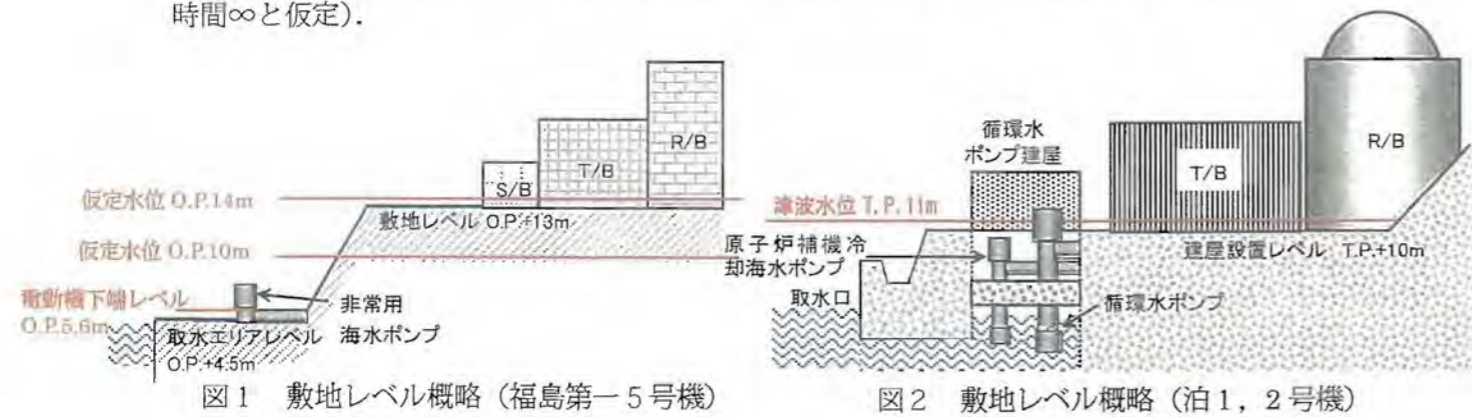 時間∞と仮定).
仮定水位 O.P.14m
仮定水位 O.P.10m
電動機下端レベル
O.P.5.6m
S/B
T/B
R/B
敷地レベル O.P.+13m
非常用
海水ポンプ
取水エリアレベル
O.P.+4.5m
図1 敷地レベル概略（福島第一5号機）
循環水
ポンプ建屋
津波水位 T.P.11m
原子炉補機冷
却海水ポンプ
取水口
T/B
R/B
建屋設置レベル T.P.+10m
循環水ポンプ
図2 敷地レベル概略（泊1，2号機）